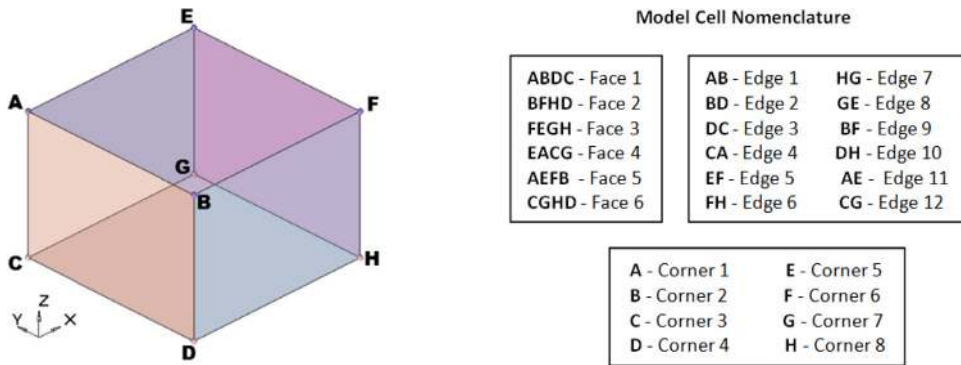 Model Cell Nomenclature
E
A
F
G
B
C
H
D
Z
Y
X
ABDC - Face 1
BFHD - Face 2
FEGH - Face 3
EACG - Face 4
AEFB - Face 5
CGHD - Face 6
AB - Edge 1
BD - Edge 2
DC - Edge 3
CA - Edge 4
EF - Edge 5
FH - Edge 6
HG - Edge 7
GE - Edge 8
BF - Edge 9
DH - Edge 10
AE - Edge 11
CG - Edge 12
A - Corner 1
B - Corner 2
C - Corner 3
D - Corner 4
E - Corner 5
F - Corner 6
G - Corner 7
H - Corner 8